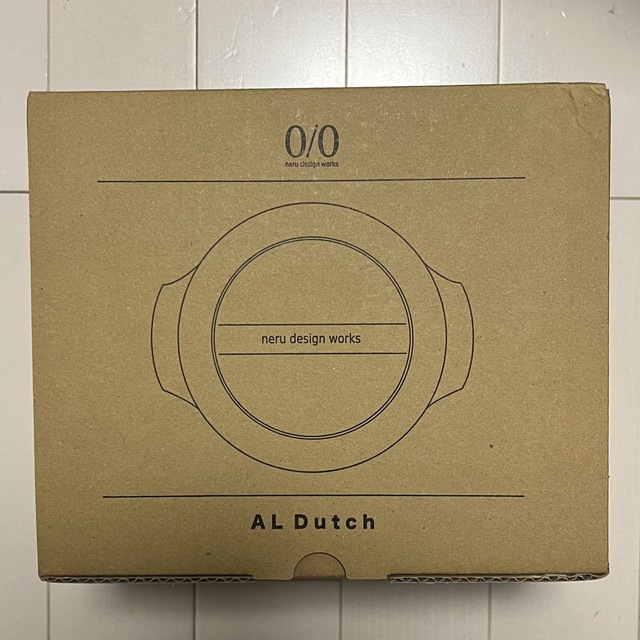 0/0
neru design works
neru design works
AL Dutch